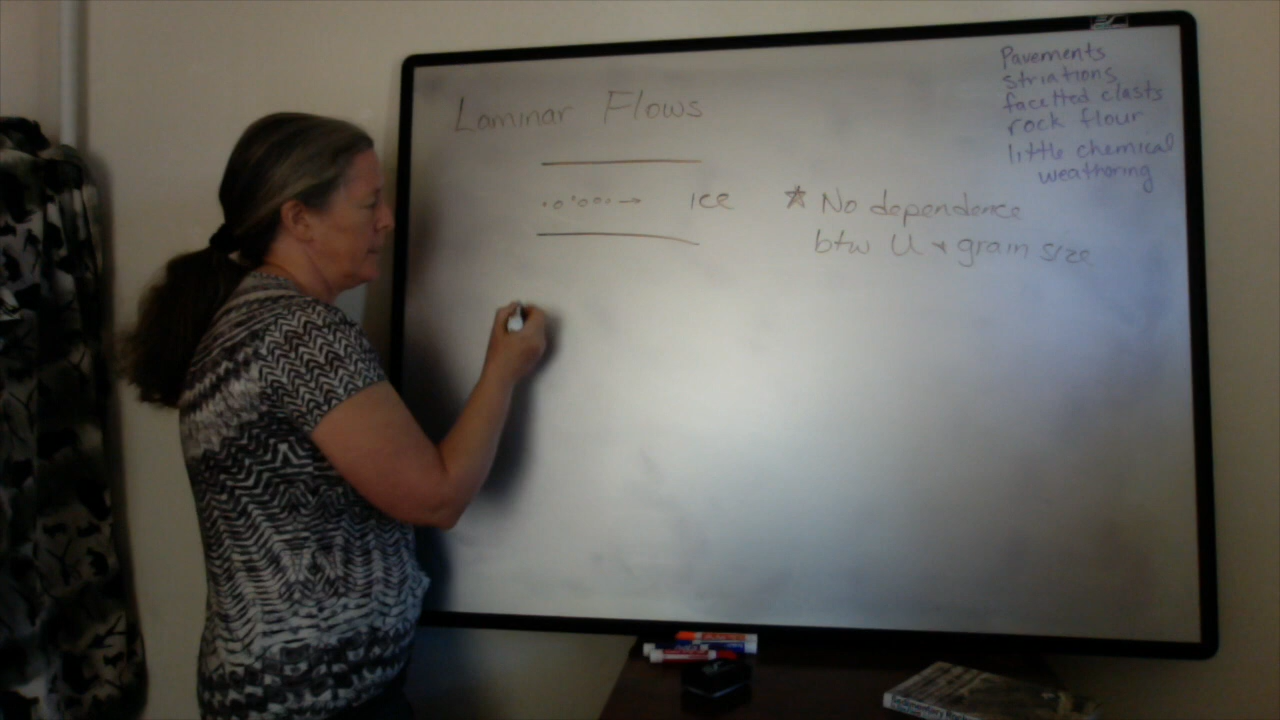 Laminar Flows
ICE
* No dependence
btw U + grain size
Pavements
striations
facetted clasts
rock flour
little chemical
weathering